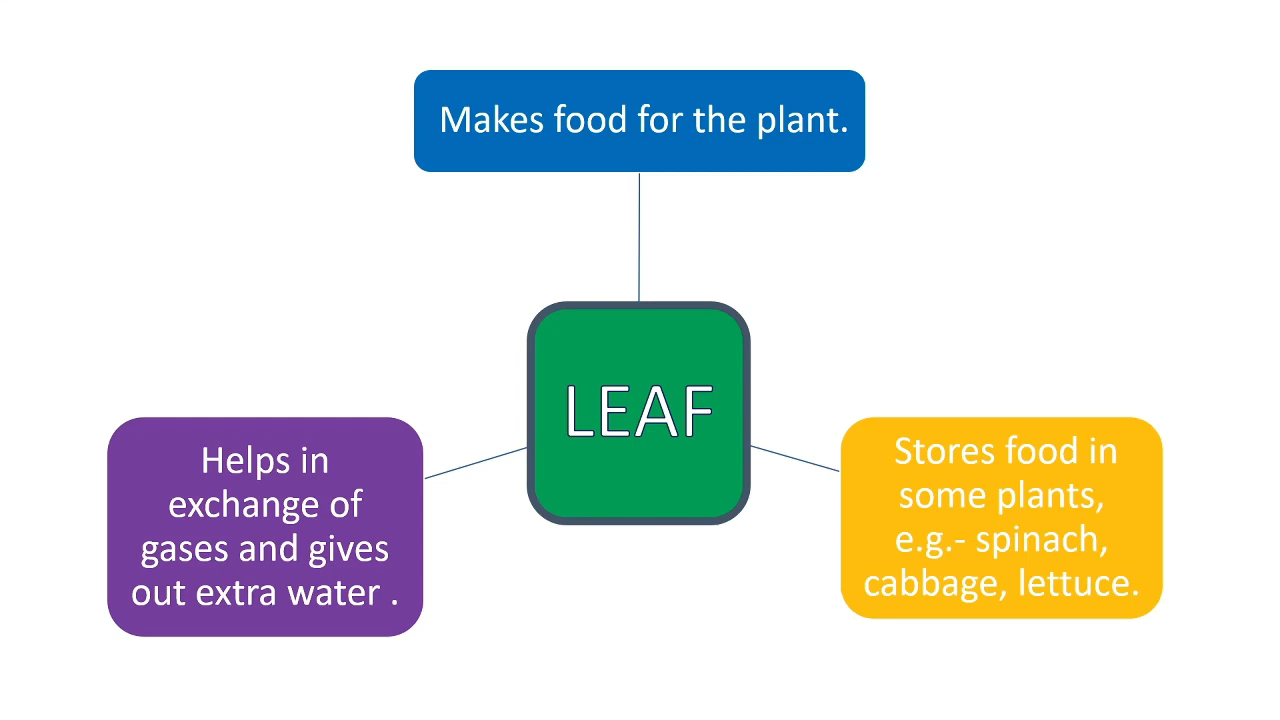 Makes food for the plant.
LEAF
Helps in
exchange of
gases and gives
out extra water .
Stores food in
some plants,
e.g.- spinach,
cabbage, lettuce.